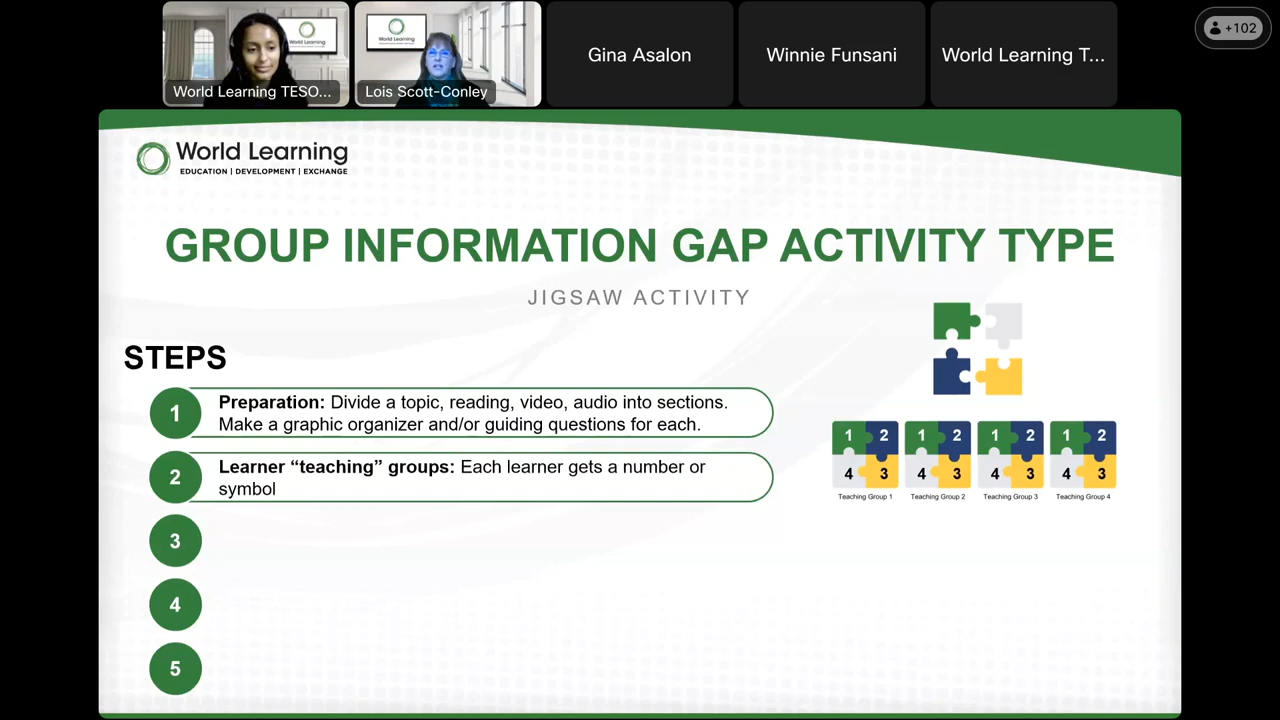 World Learning TESO...
Lois Scott-Conley
Gina Asalon
Winnie Funsani
World Learning T...
+102
World Learning
EDUCATION | DEVELOPMENT | EXCHANGE
GROUP INFORMATION GAP ACTIVITY TYPE
JIGSAW ACTIVITY
STEPS
1
Preparation: Divide a topic, reading, video, audio into sections.
Make a graphic organizer and/or guiding questions for each.
2
Learner “teaching” groups: Each learner gets a number or
symbol
3
4
5
1 2 1 2 1 2 1 2
4 3 4 3 4 3 4 3
Teaching Group 1 Teaching Group 2 Teaching Group 3 Teaching Group 4